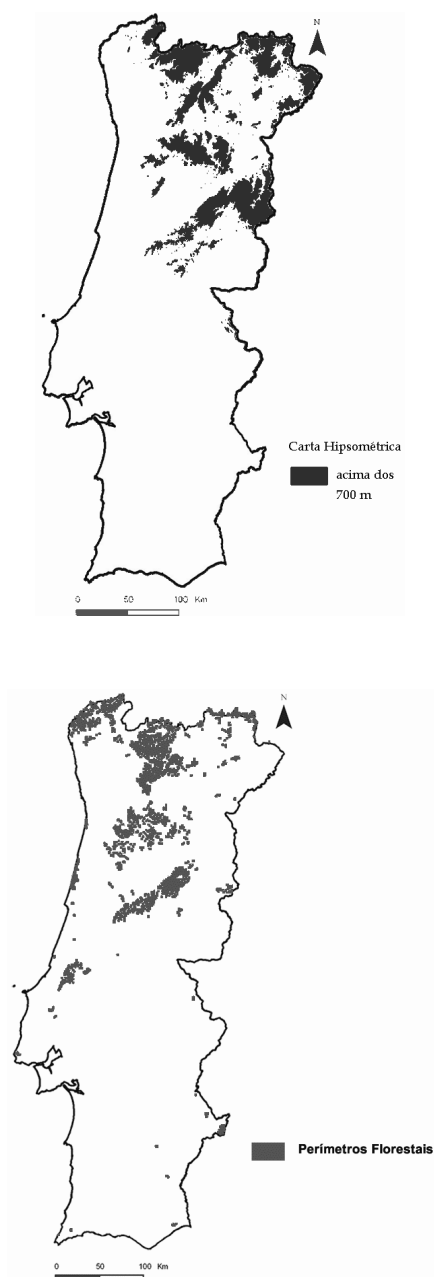 N
Carta Hipsométrica
acima dos
700 m
0 50 100 Km
N
Perímetros Florestais
0 50 100 Km